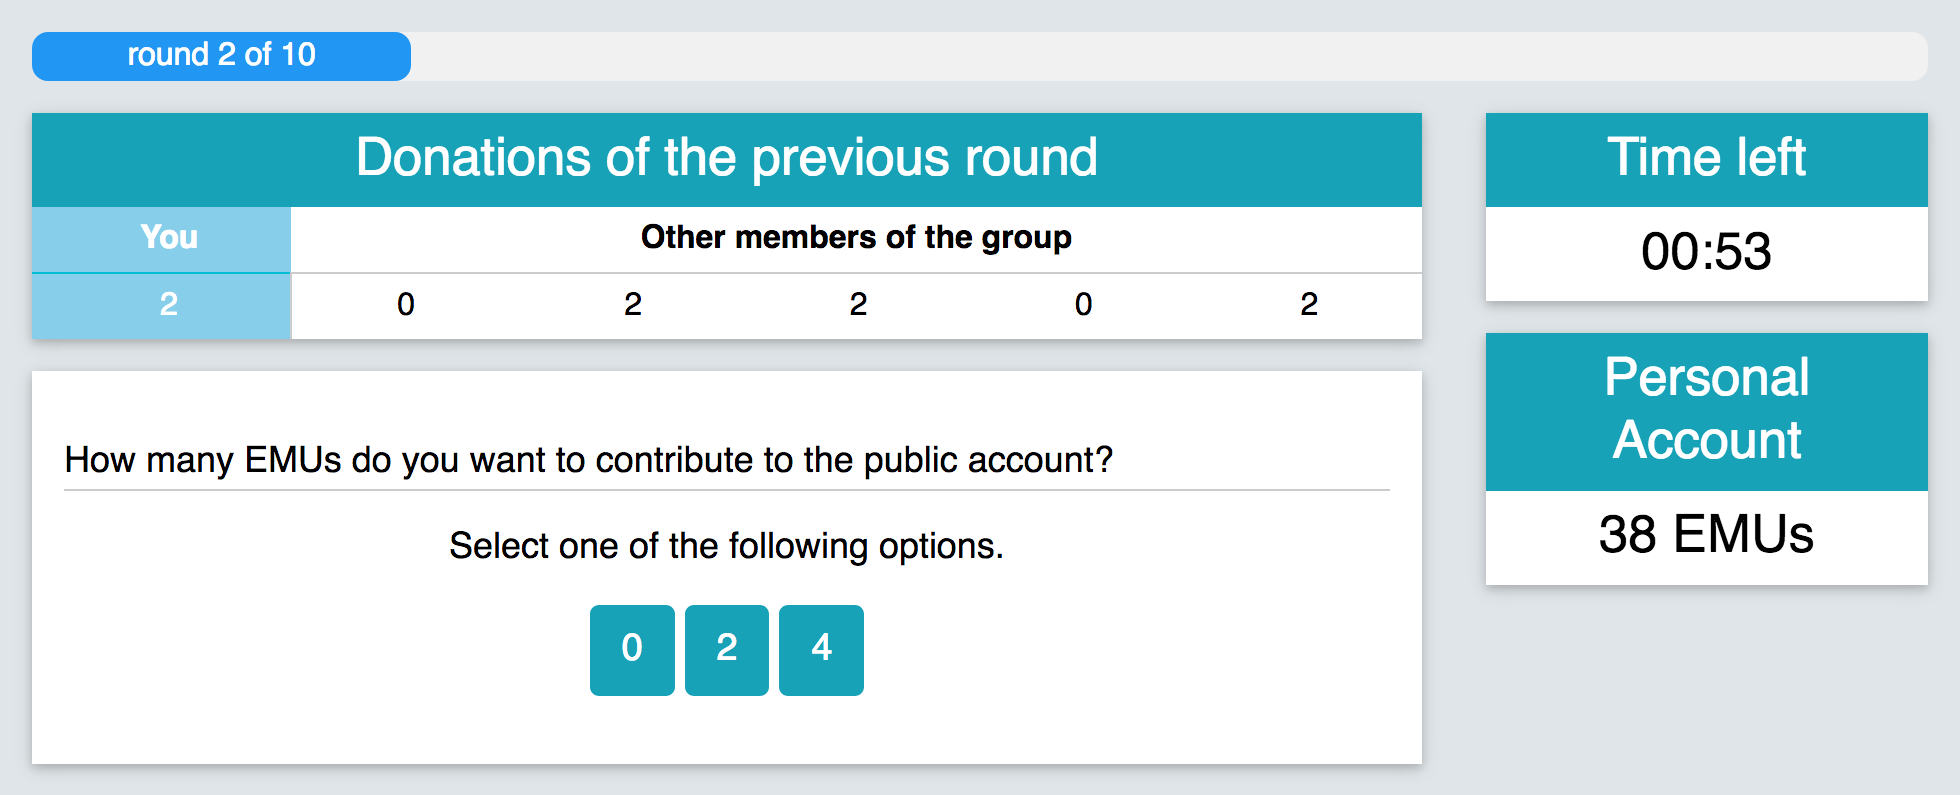 round 2 of 10
Donations of the previous round
You
Other members of the group
2 0 2 2 0 2
How many EMUs do you want to contribute to the public account?
Select one of the following options.
0 2 4
Time left
00:53
Personal
Account
38 EMUs